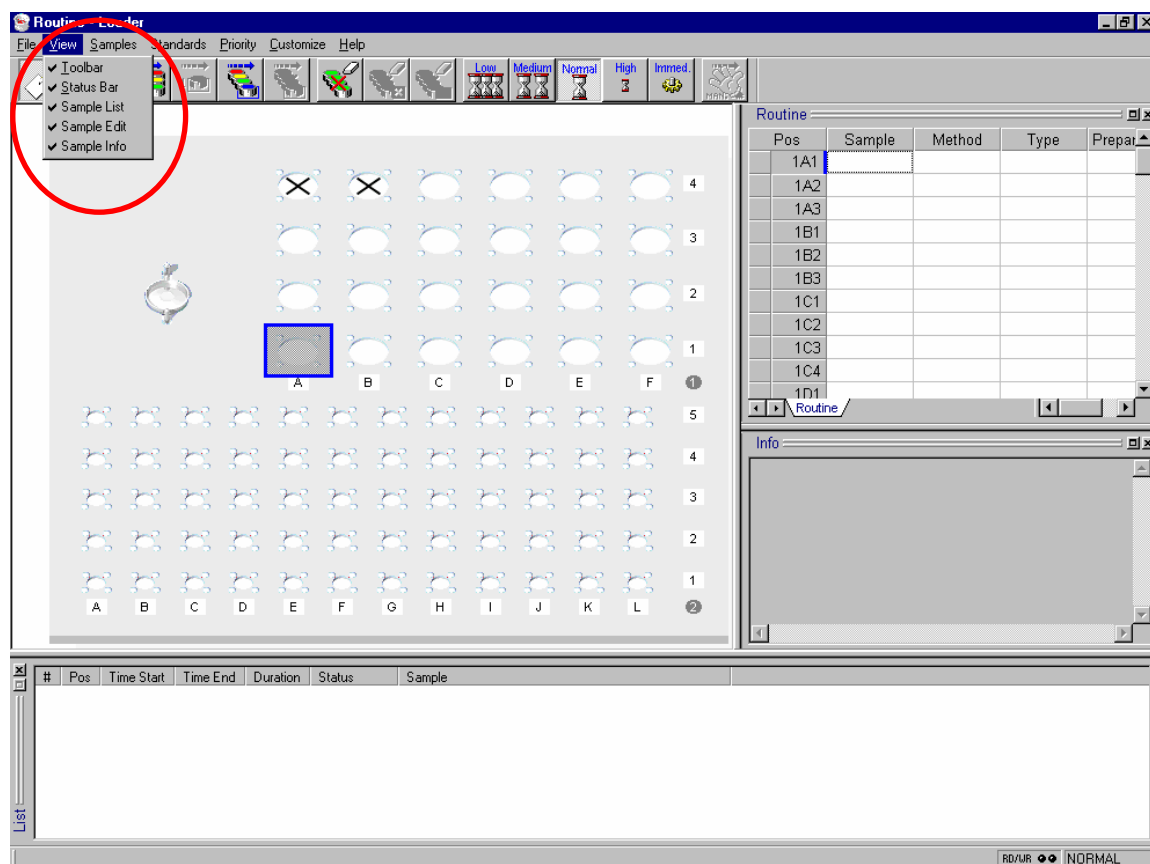 Routine - Loader
File View Samples Standards Priority Customize Help
Toolbar
Status Bar
Sample List
Sample Edit
Sample Info
Low Medium Normal High Immed.
Routine
Pos Sample Method Type Prepar
1A1
1A2
1A3
1B1
1B2
1B3
1C1
1C2
1C3
1C4
1D1
Routine
4
3
2
1
A B C D E F 1
5
4
3
2
1
A B C D E F G H I J K L 2
Info
# Pos Time Start Time End Duration Status Sample
List
RD/WR NORMAL